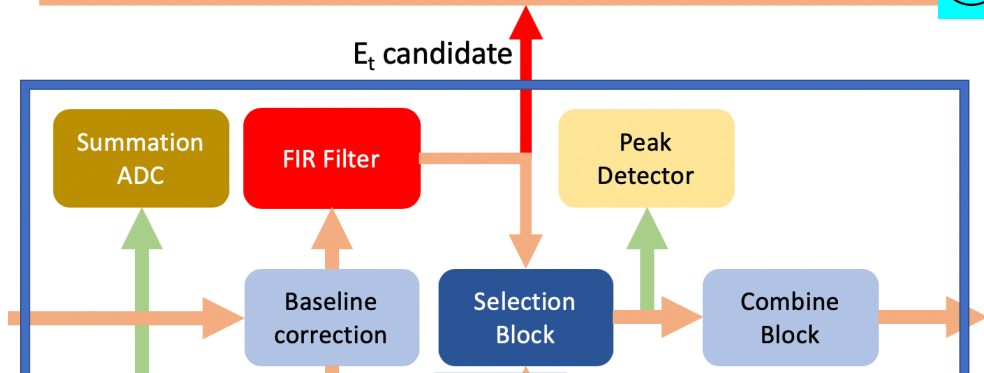 Eₜ candidate
Summation
ADC
FIR Filter
Peak
Detector
Baseline
correction
Selection
Block
Combine
Block